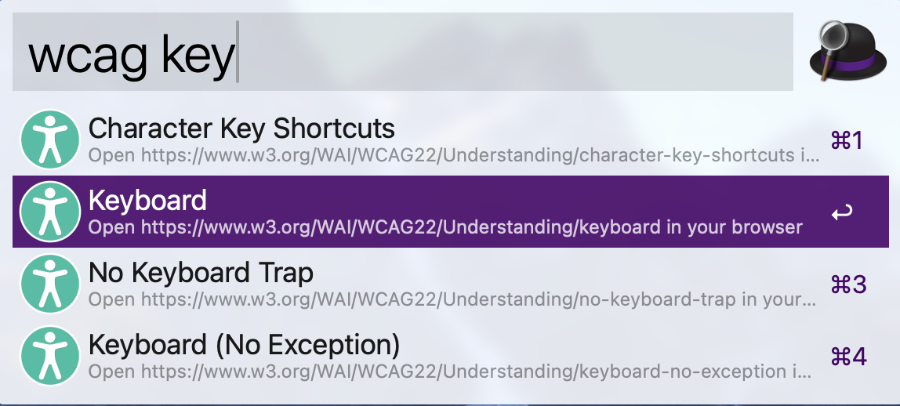 wcag key
Character Key Shortcuts
Open https://www.w3.org/WAI/WCAG22/Understanding/character-key-shortcuts i...
⌘1
Keyboard
Open https://www.w3.org/WAI/WCAG22/Understanding/keyboard in your browser
↩
No Keyboard Trap
Open https://www.w3.org/WAI/WCAG22/Understanding/no-keyboard-trap in your...
⌘3
Keyboard (No Exception)
Open https://www.w3.org/WAI/WCAG22/Understanding/keyboard-no-exception i...
⌘4